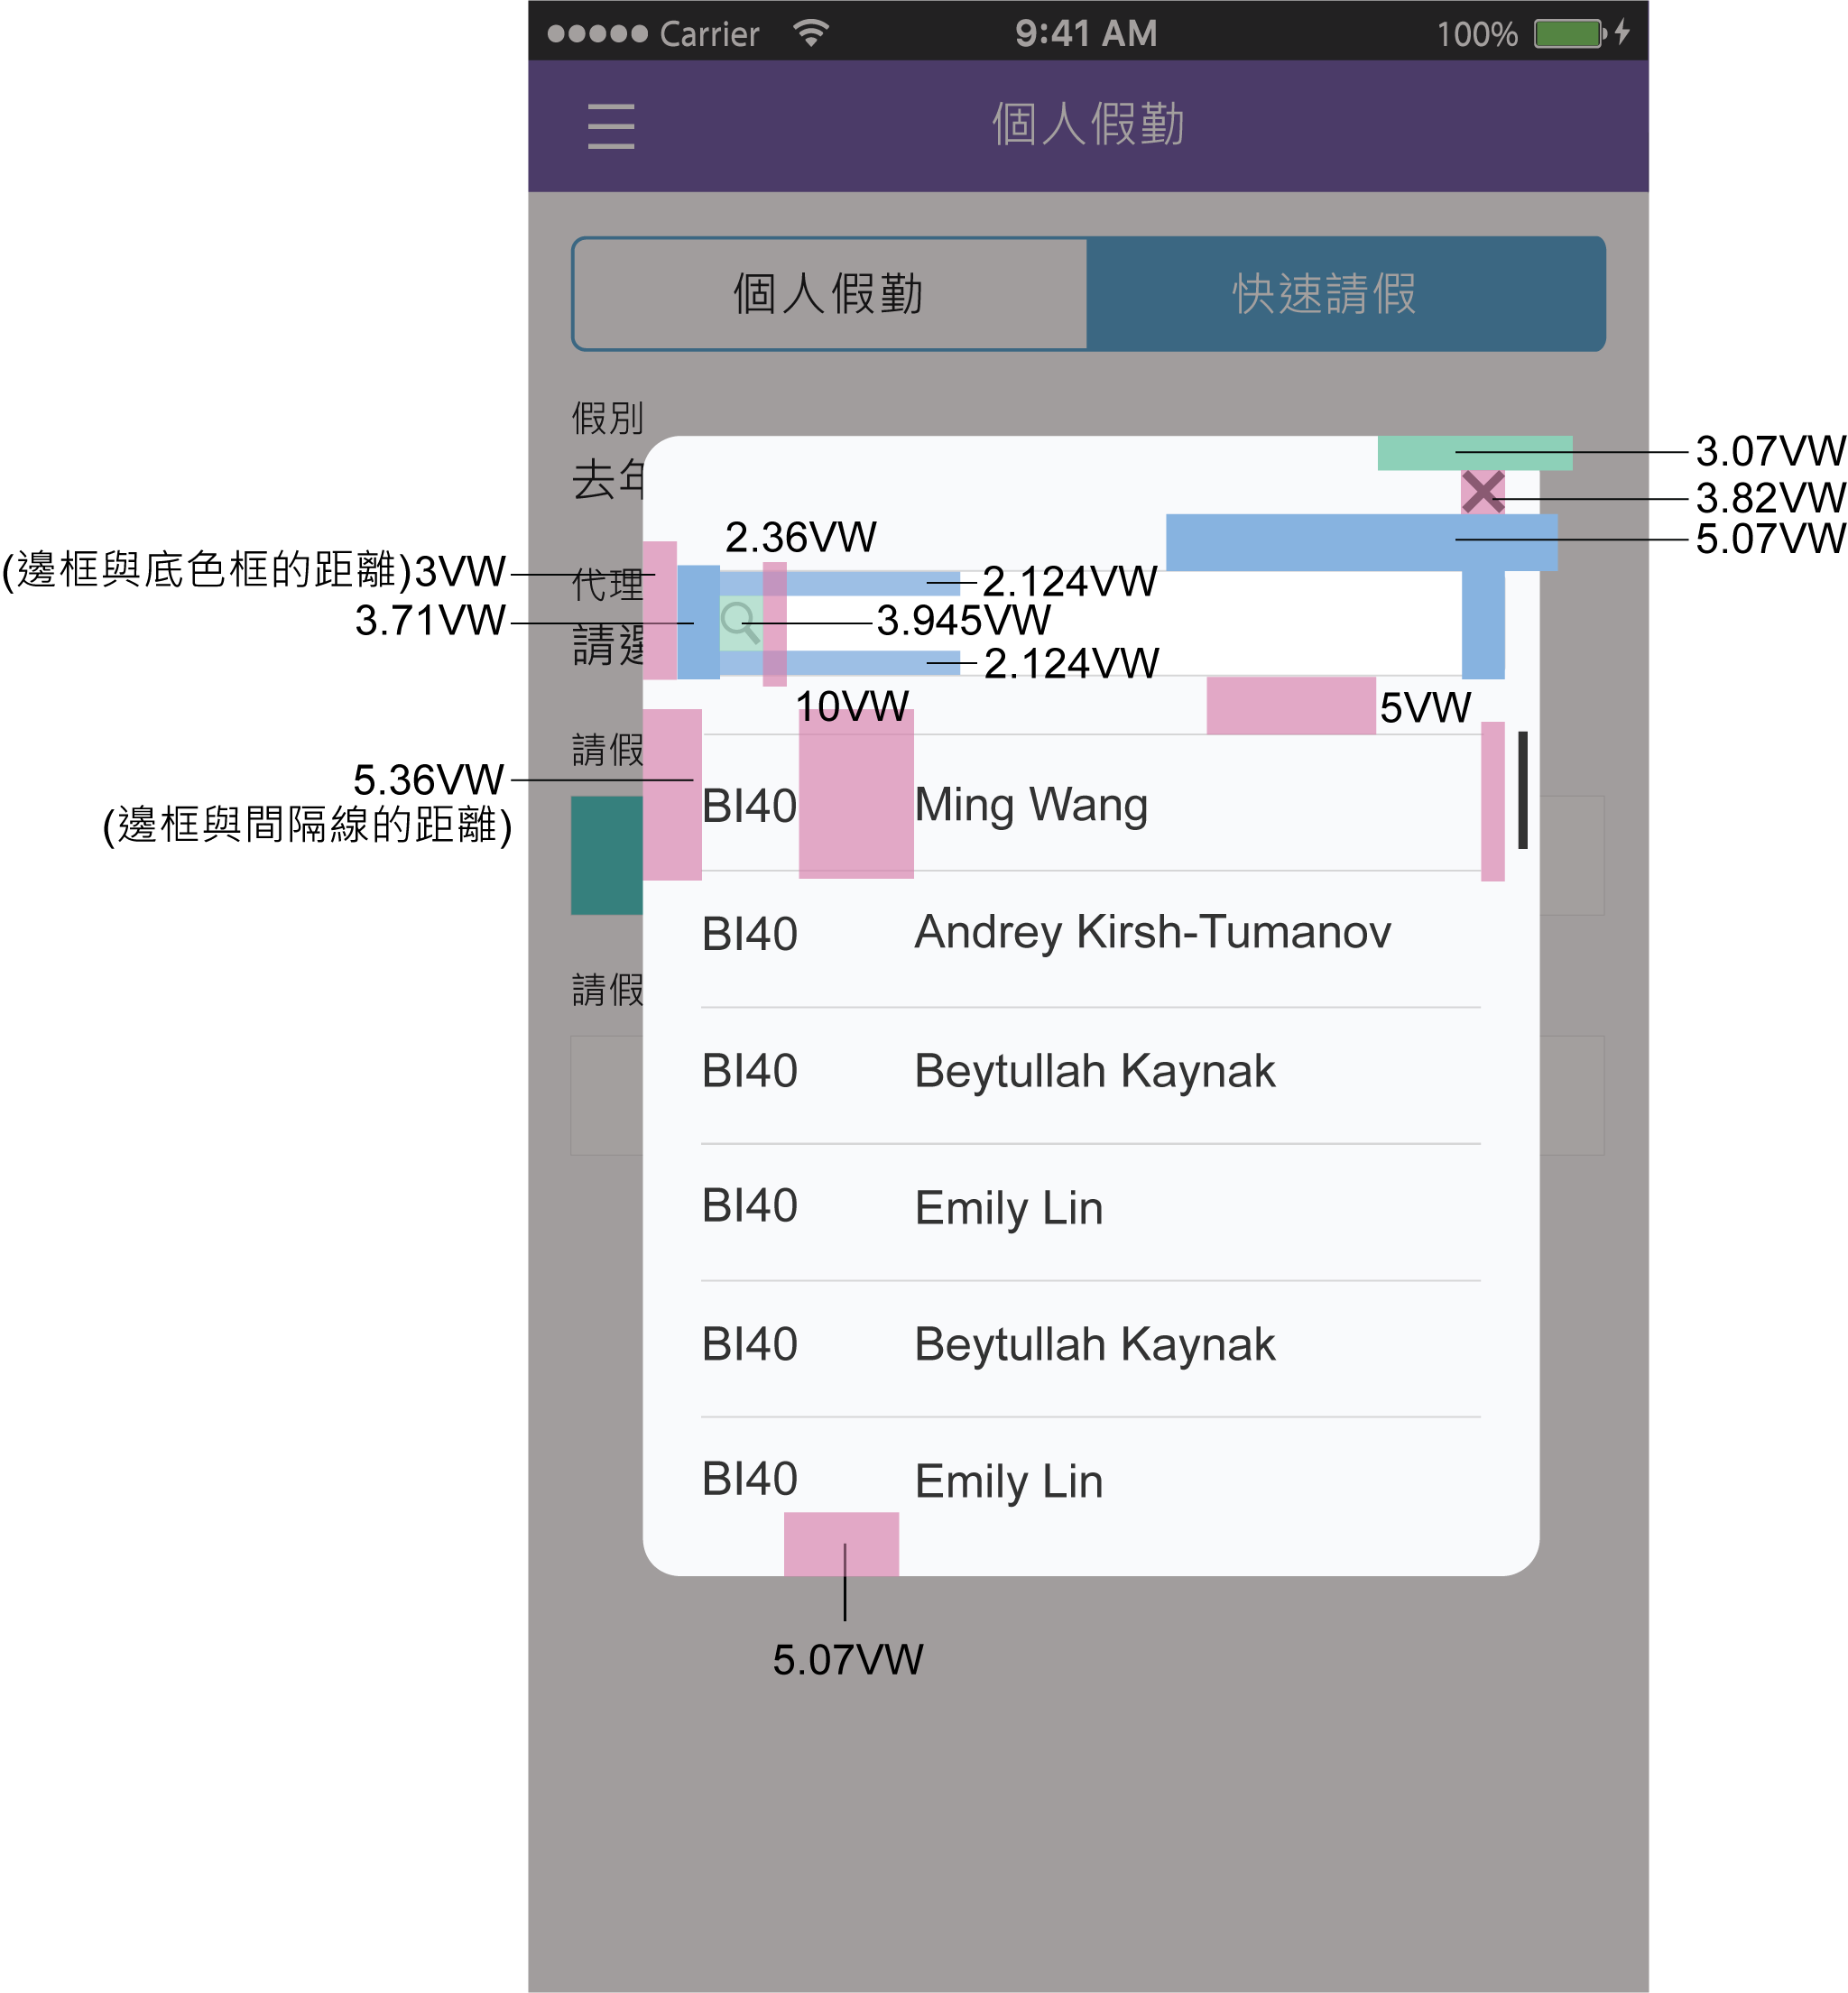 Carrier 9:41 AM 100%
個人假勤
個人假勤 快速請假
假別
去年
3.07VW
3.82VW
5.07VW
2.36VW
(邊框與底色框的距離)3VW
代理
2.124VW
3.71VW
3.945VW
請選
2.124VW
10VW
5VW
請假
5.36VW
(邊框與間隔線的距離)
BI40 Ming Wang
BI40 Andrey Kirsh-Tumanov
請假
BI40 Beytullah Kaynak
BI40 Emily Lin
BI40 Beytullah Kaynak
BI40 Emily Lin
5.07VW